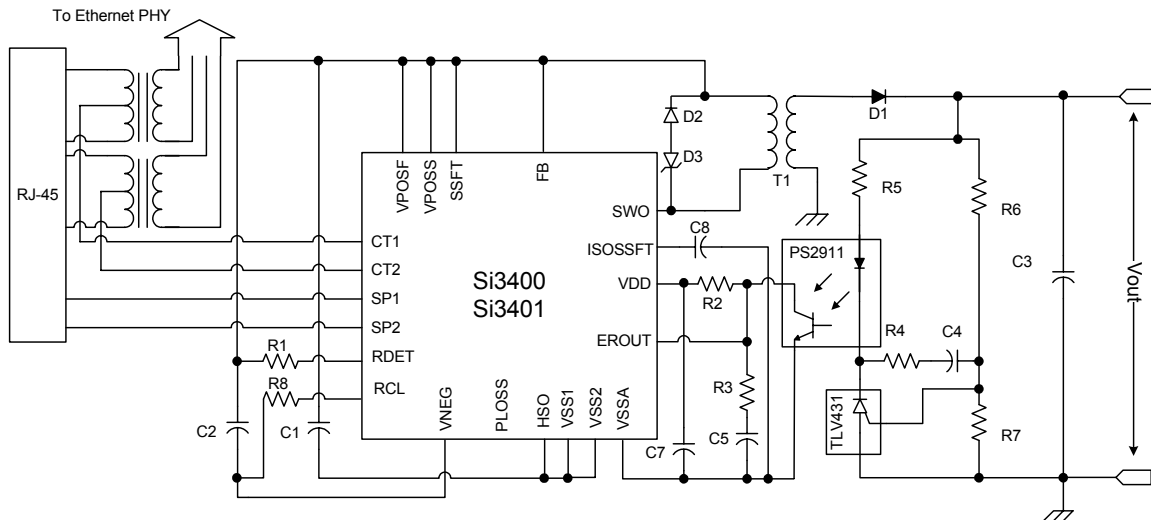 To Ethernet PHY
RJ-45
VPOSF
VPOSS
SSFT
FB
D2
D3
T1
D1
R5
R6
C3
Vout
SWO
ISOSSFT
VDD
EROUT
C8
R2
PS2911
CT1
CT2
SP1
SP2
RDET
RCL
Si3400
Si3401
R1
R8
C2
C1
VNEG
PLOSS
HSO
VSS1
VSS2
VSSA
R3
C7
C5
R4
C4
TLV431
R7